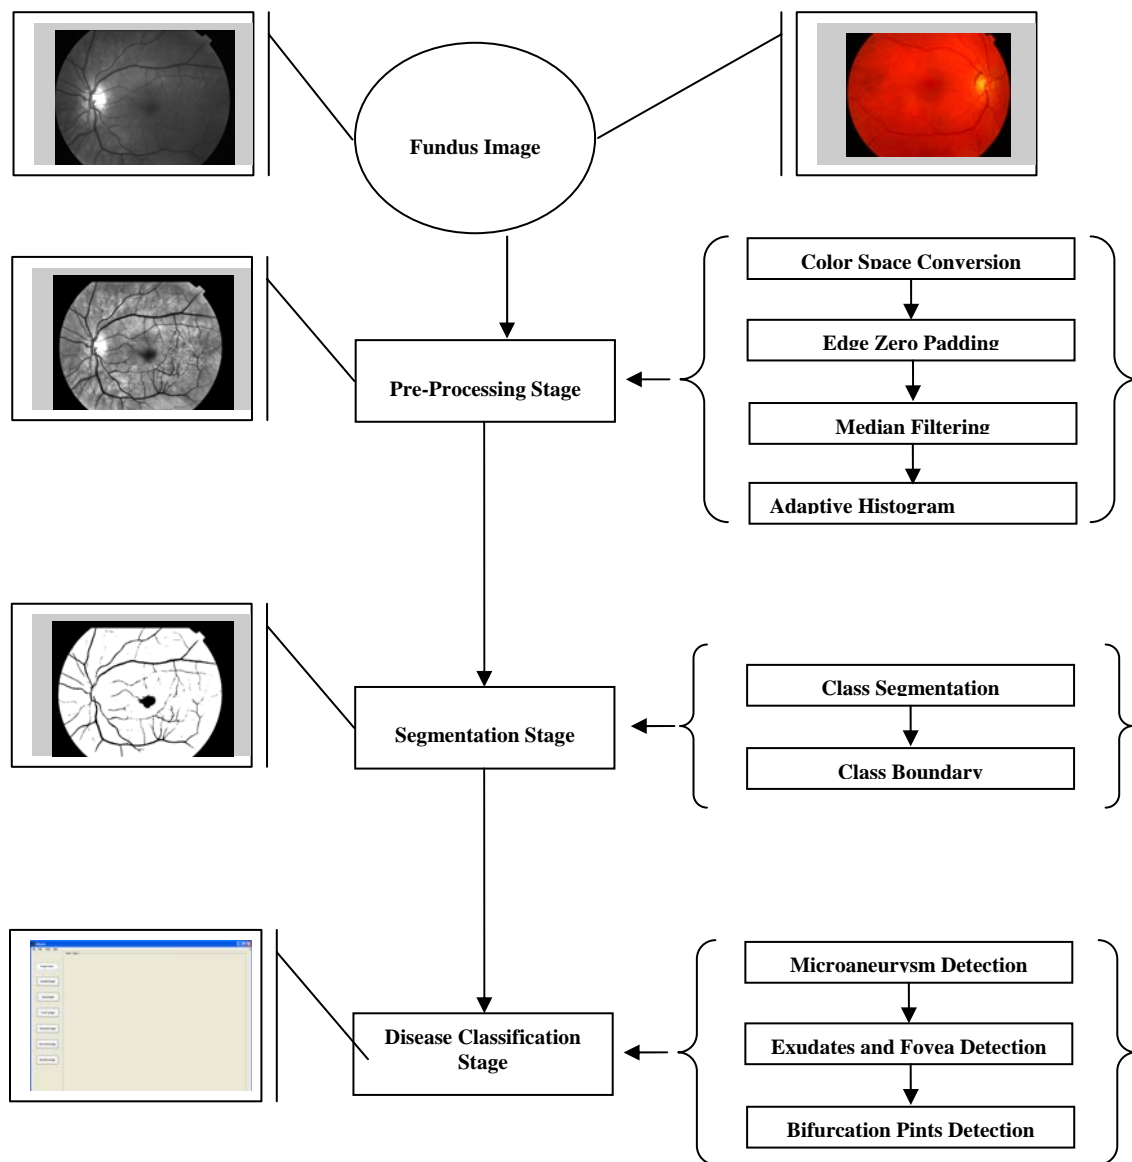 Fundus Image
Color Space Conversion
Edge Zero Padding
Median Filtering
Adaptive Histogram
Pre-Processing Stage
Class Segmentation
Class Boundary
Segmentation Stage
Microaneurysm Detection
Exudates and Fovea Detection
Bifurcation Pints Detection
Disease Classification
Stage